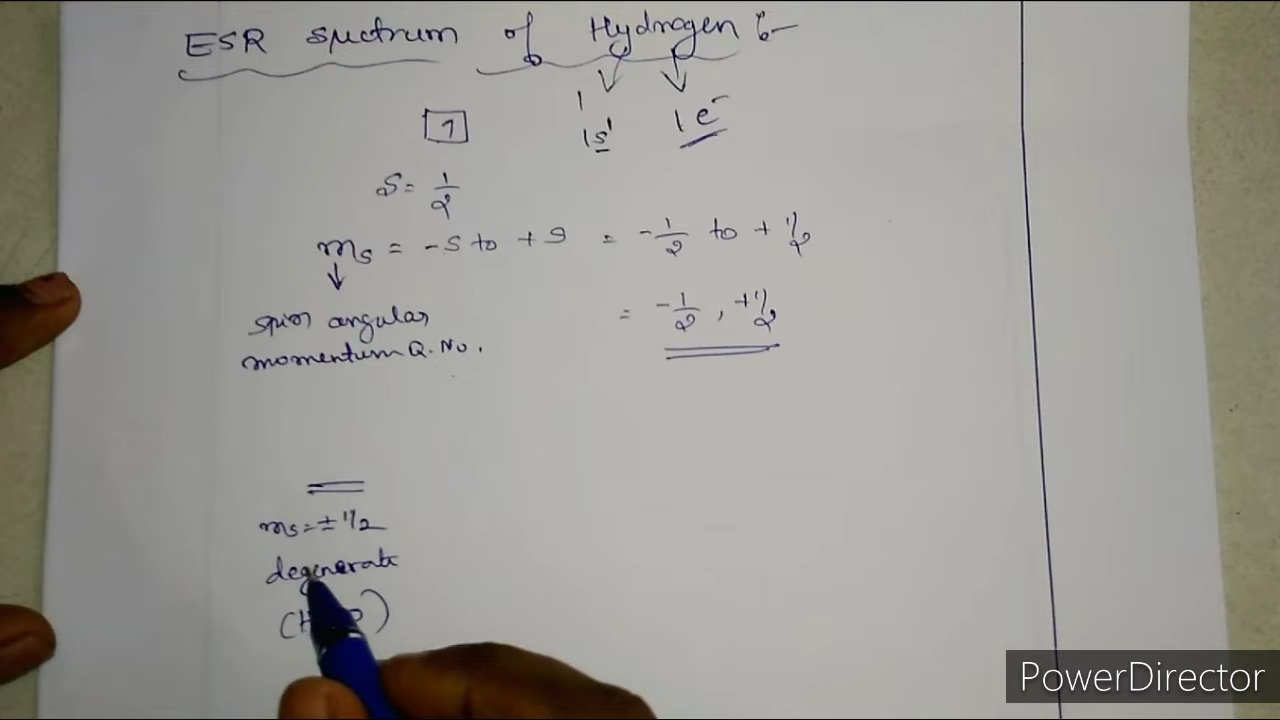 ESR spectrum of Hydrogen :-
1
1s¹ 1e⁻
1
S = 1/2
ms = -s to +s = -1/2 to + 1/2
= -1/2, +1/2
spin angular
momentum Q. No.
ms = ±1/2
degenerate
PowerDirector